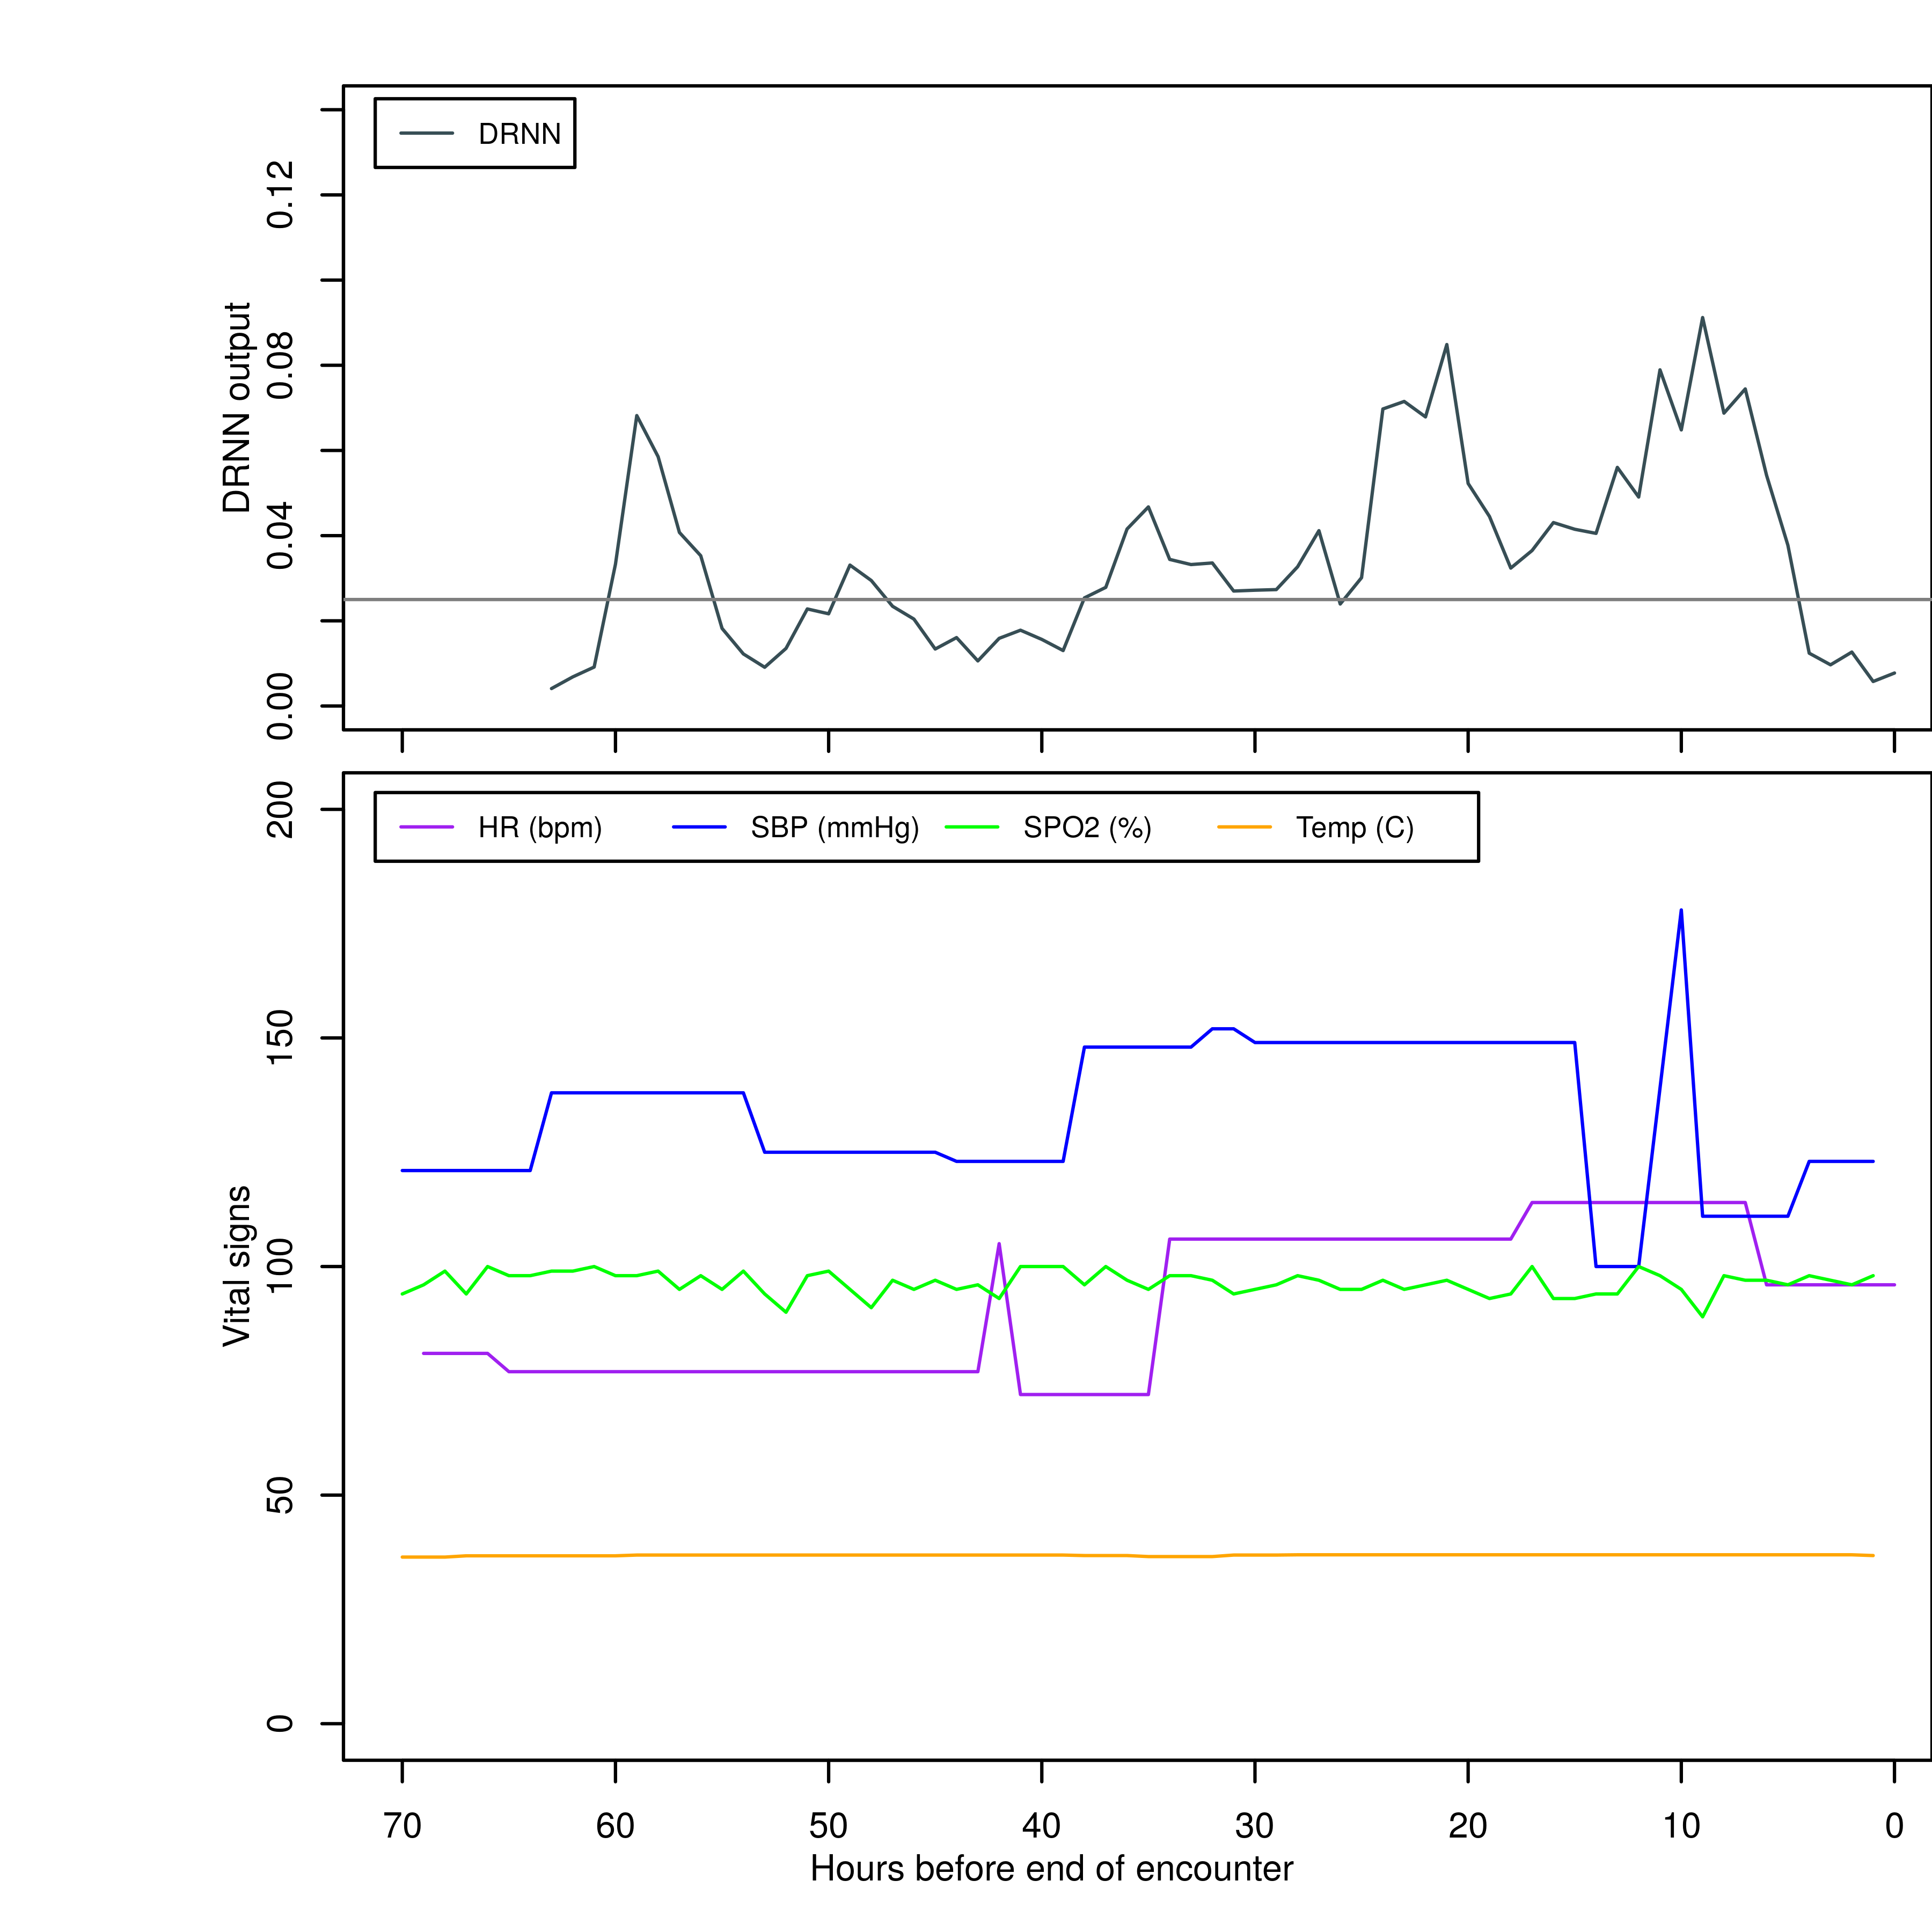 DRNN
DRNN output
0.00 0.04 0.08 0.12
HR (bpm) SBP (mmHg) SPO2 (%) Temp (C)
Vital signs
0 50 100 150 200
70 60 50 40 30 20 10 0
Hours before end of encounter